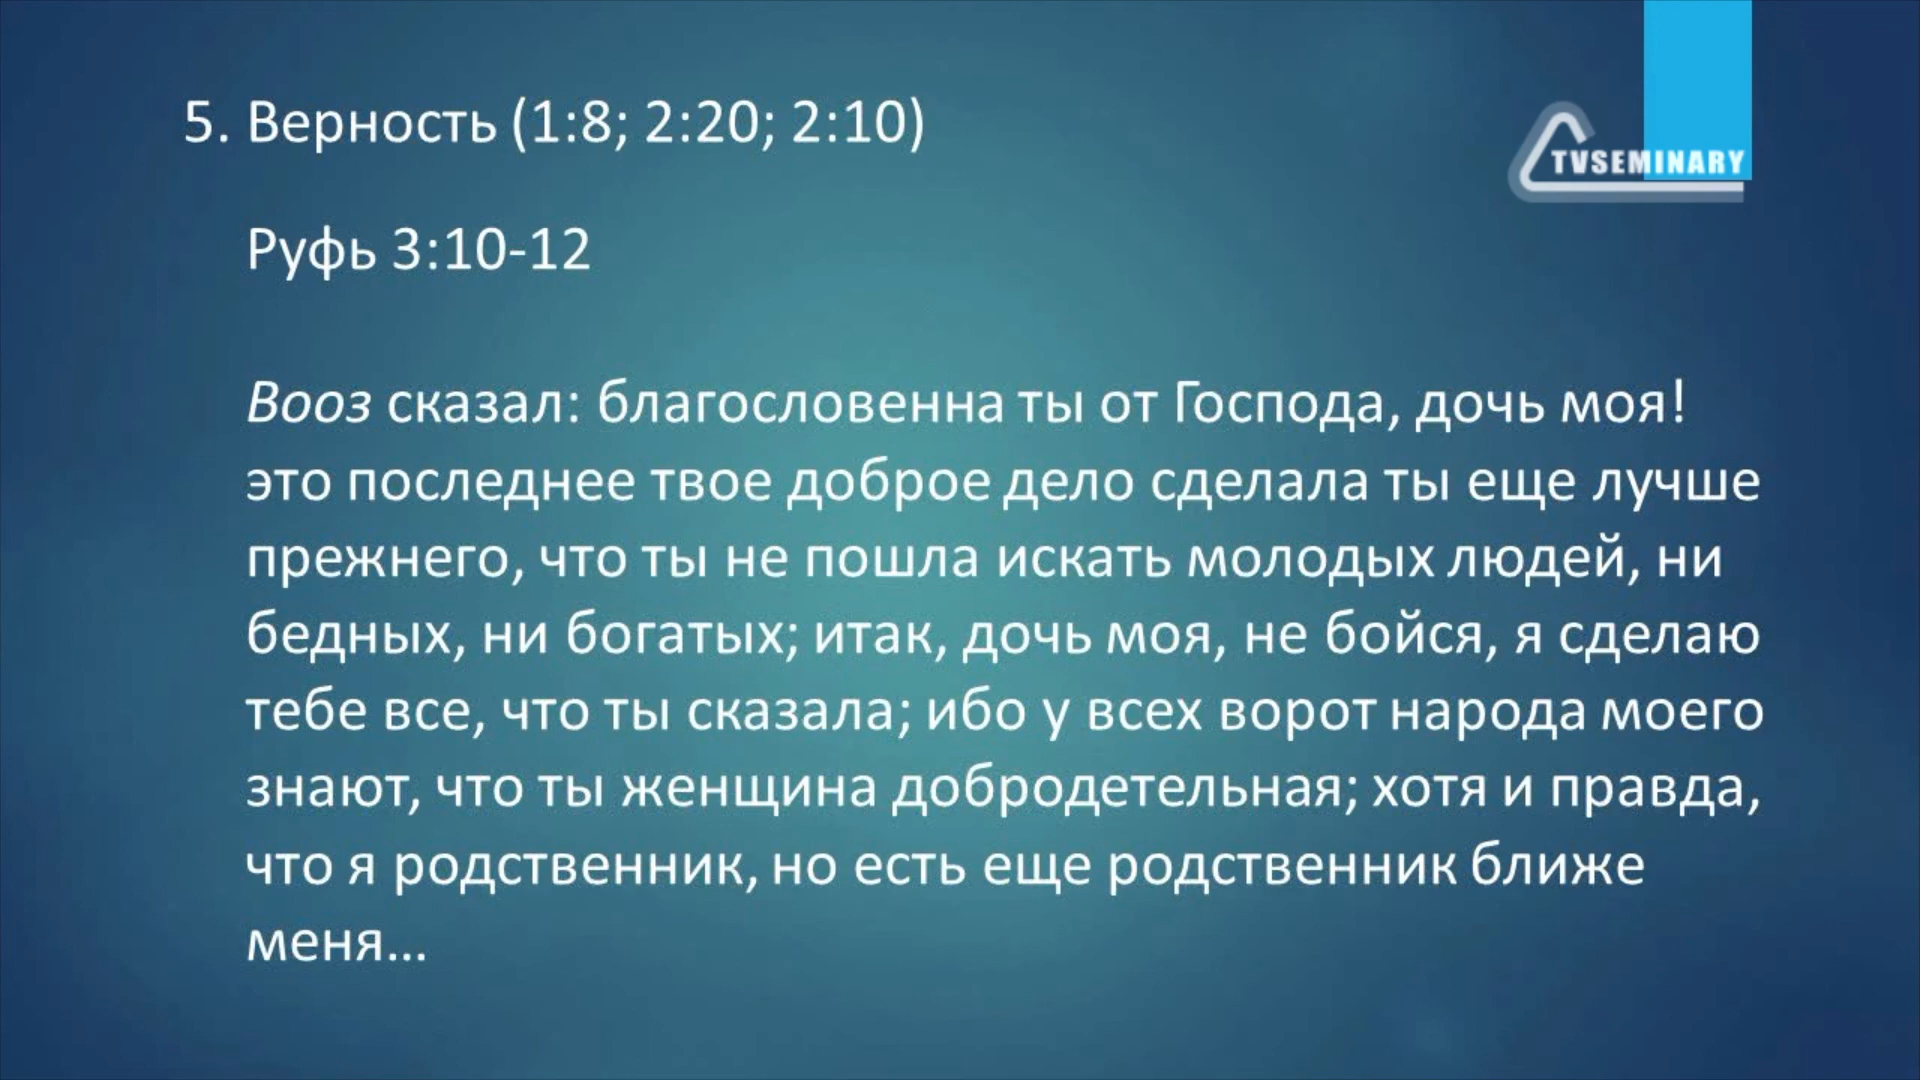 5. Верность (1:8; 2:20; 2:10)
TVSEMINARY
Руфь 3:10-12
Вооз сказал: благословенна ты от Господа, дочь моя!
это последнее твое доброе дело сделала ты еще лучше
прежнего, что ты не пошла искать молодых людей, ни
бедных, ни богатых; итак, дочь моя, не бойся, я сделаю
тебе все, что ты сказала; ибо у всех ворот народа моего
знают, что ты женщина добродетельная; хотя и правда,
что я родственник, но есть еще родственник ближе
меня...